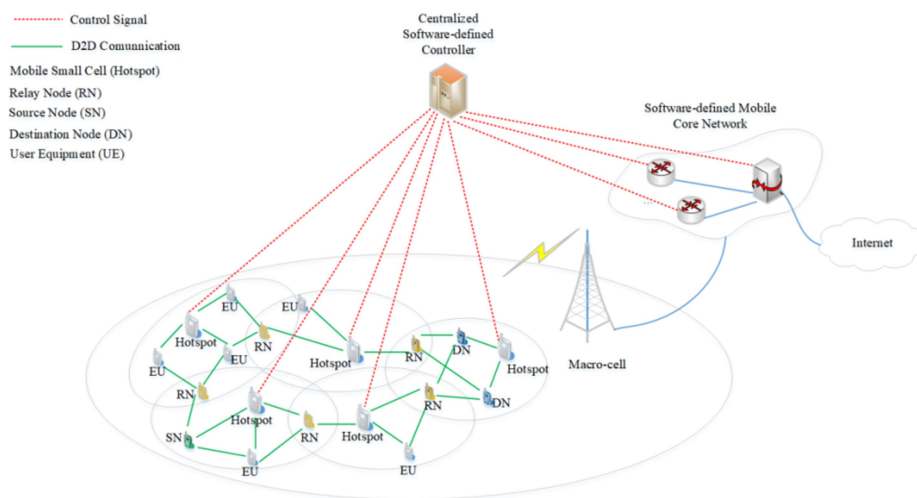 Control Signal
D2D Comunnication
Mobile Small Cell (Hotspot)
Relay Node (RN)
Source Node (SN)
Destination Node (DN)
User Equipment (UE)
Centralized
Software-defined
Controller
Software-defined Mobile
Core Network
Internet
Macro-cell
EU
EU
Hotspot
RN
EU
EU
Hotspot
RN
DN
Hotspot
RN
Hotspot
RN
DN
SN
RN
Hotspot
EU
EU